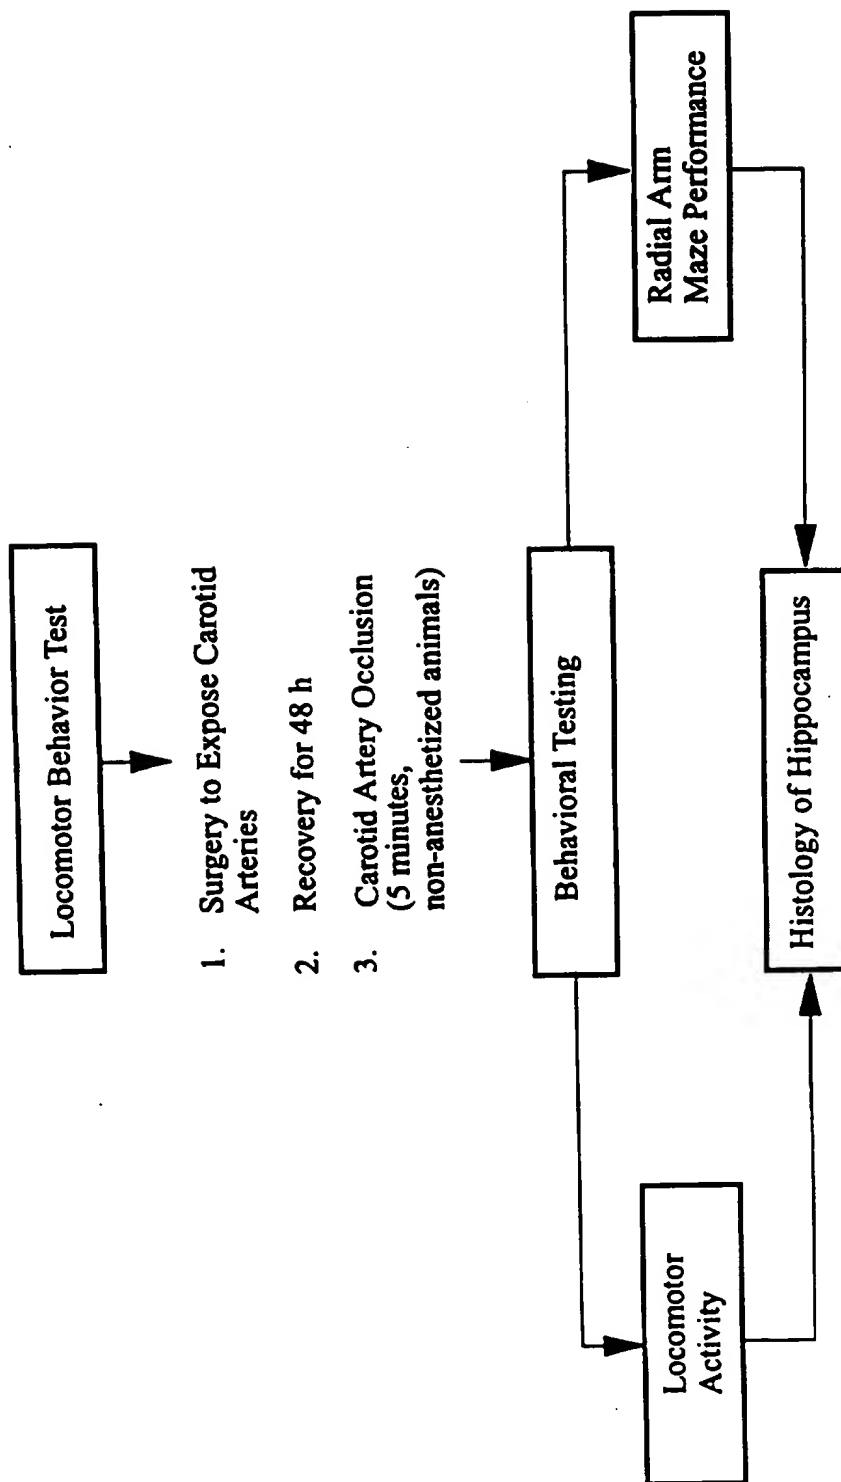 Locomotor Behavior Test
1. Surgery to Expose Carotid
Arteries
2. Recovery for 48 h
3. Carotid Artery Occlusion
(5 minutes,
non-anesthetized animals)
Behavioral Testing
Locomotor
Activity
Radial Arm
Maze Performance
Histology of Hippocampus